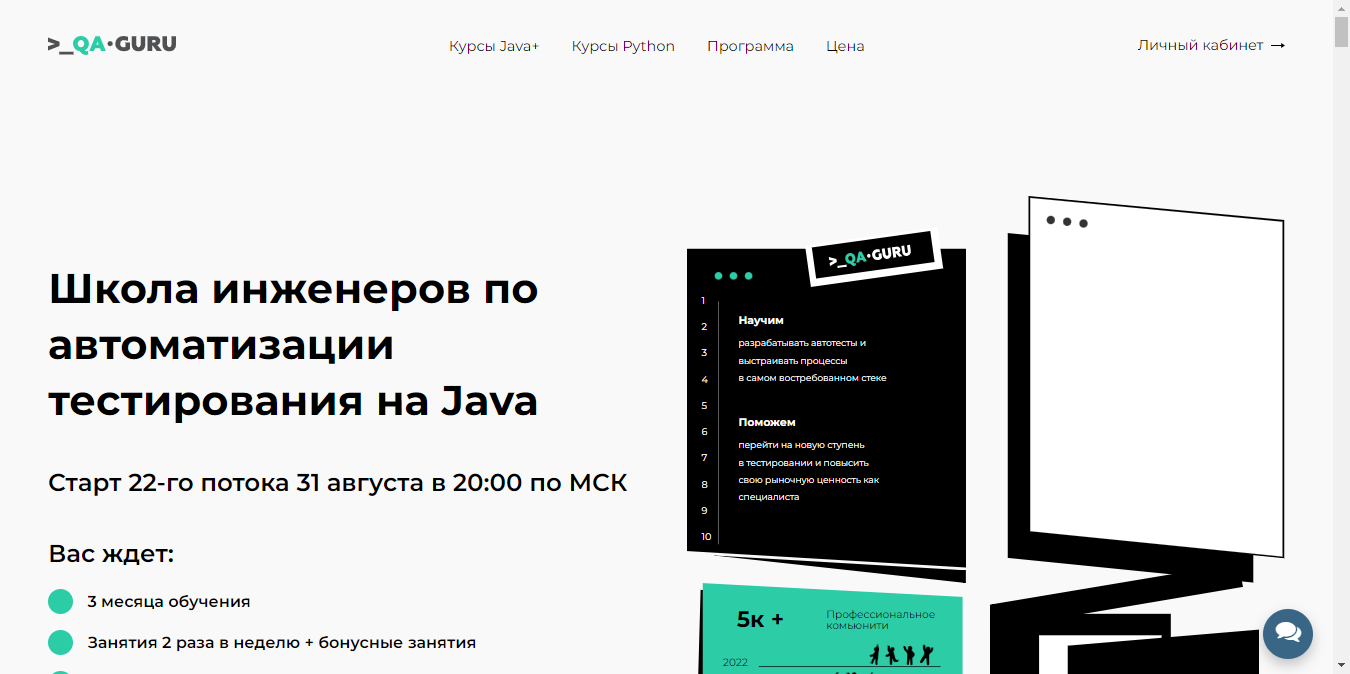 >_QA·GURU
Курсы Java+
Курсы Python
Программа
Цена
Личный кабинет →
Школа инженеров по
автоматизации
тестирования на Java
Старт 22-го потока 31 августа в 20:00 по МСК
Вас ждет:
3 месяца обучения
Занятия 2 раза в неделю + бонусные занятия
>_QA·GURU
1
2
3
4
5
6
7
8
9
10
Научим
разрабатывать автотесты и
выстраивать процессы
в самом востребованном стеке
Поможем
перейти на новую ступень
в тестировании и повысить
свою рыночную ценность как
специалиста
5к +
Профессиональное
комьюнити
2022